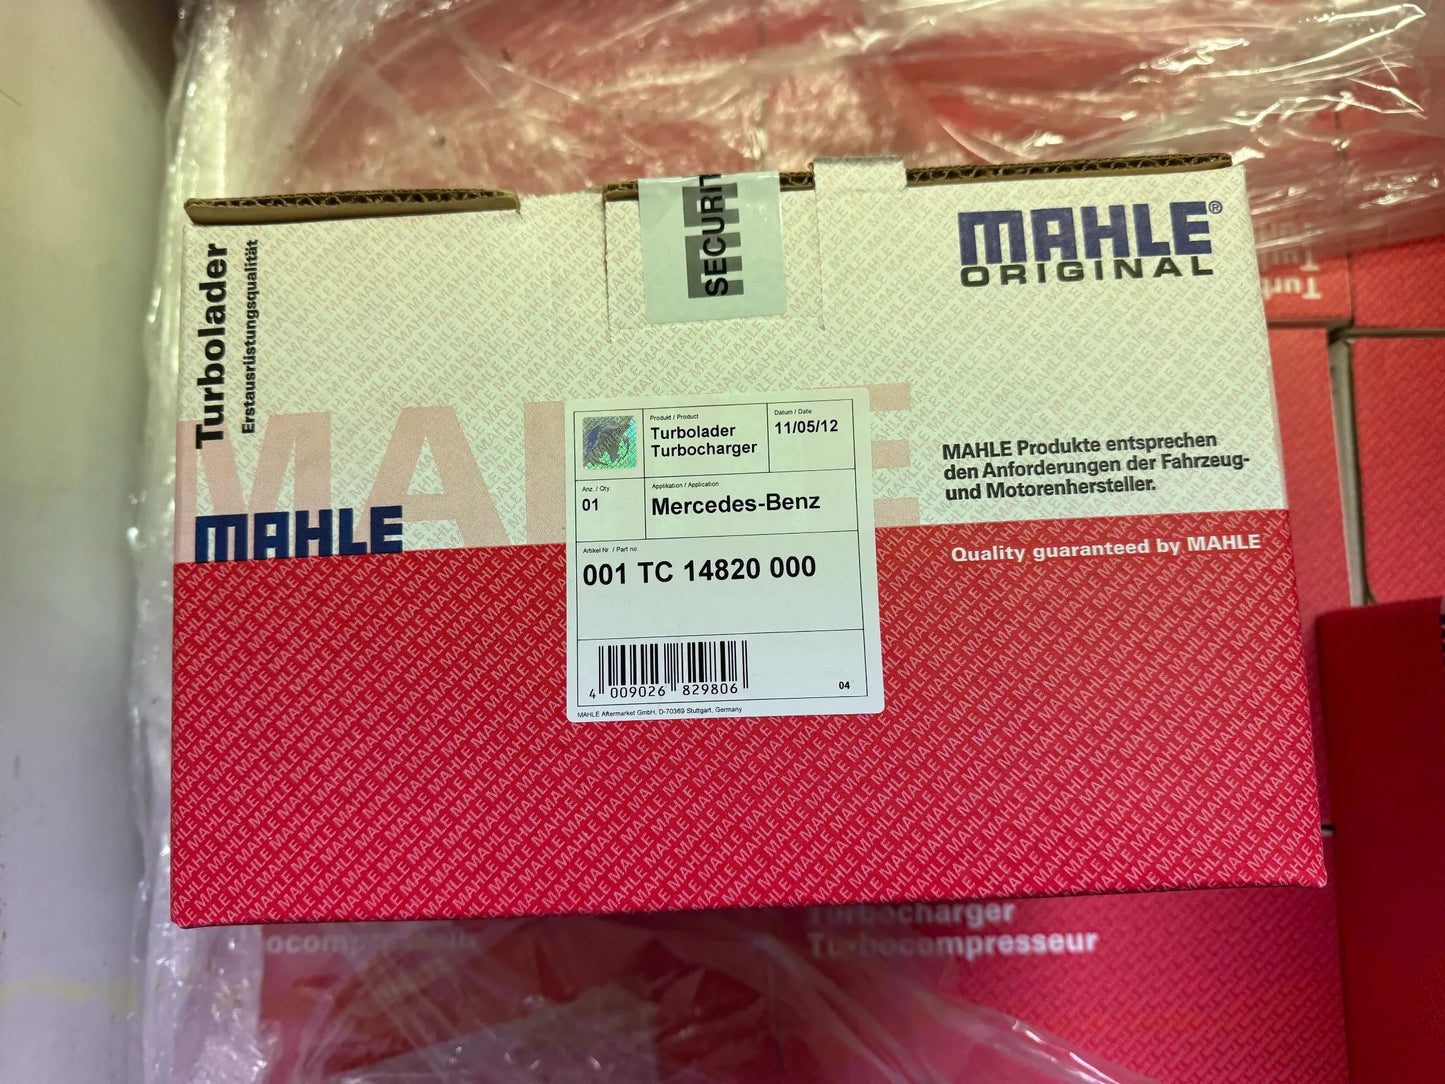 SECURIT
MAHLE®
ORIGINAL
Turbolader
Erstausrüstungsqualität
MAHLE
MAHLE Produkte entsprechen
den Anforderungen der Fahrzeug-
und Motorenhersteller.
Quality guaranteed by MAHLE
Produkt / Product
Turbolader
Turbocharger
Datum / Date
11/05/12
Anz. / Qty.
01
Applikation / Application
Mercedes-Benz
Artikel Nr. / Part no
001 TC 14820 000
4 009026 829806
04
MAHLE Aftermarket GmbH, D-70369 Stuttgart, Germany
Turbocharger
Turbocompresseur